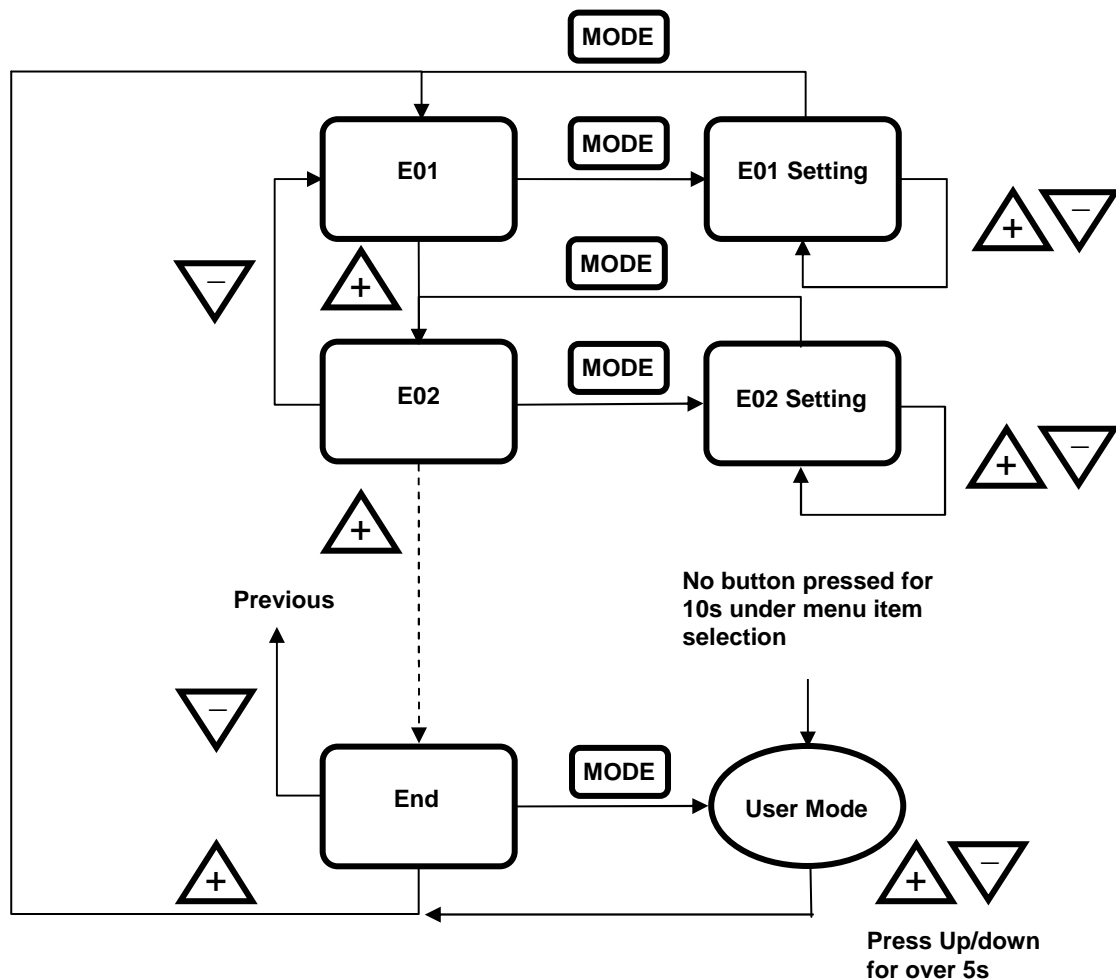 MODE
E01
MODE
E01 Setting
+
−
−
+
MODE
E02
MODE
E02 Setting
+
−
+
No button pressed for
10s under menu item
selection
Previous
−
End
MODE
User Mode
+
+
−
Press Up/down
for over 5s